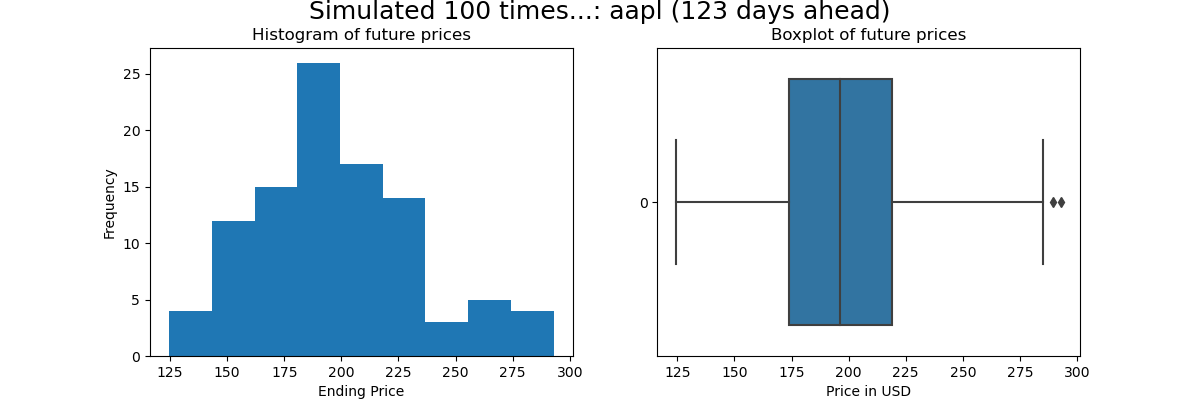 Simulated 100 times...: aapl (123 days ahead)
Histogram of future prices
Frequency
25
20
15
10
5
0
125 150 175 200 225 250 275 300
Ending Price
Boxplot of future prices
0
125 150 175 200 225 250 275 300
Price in USD